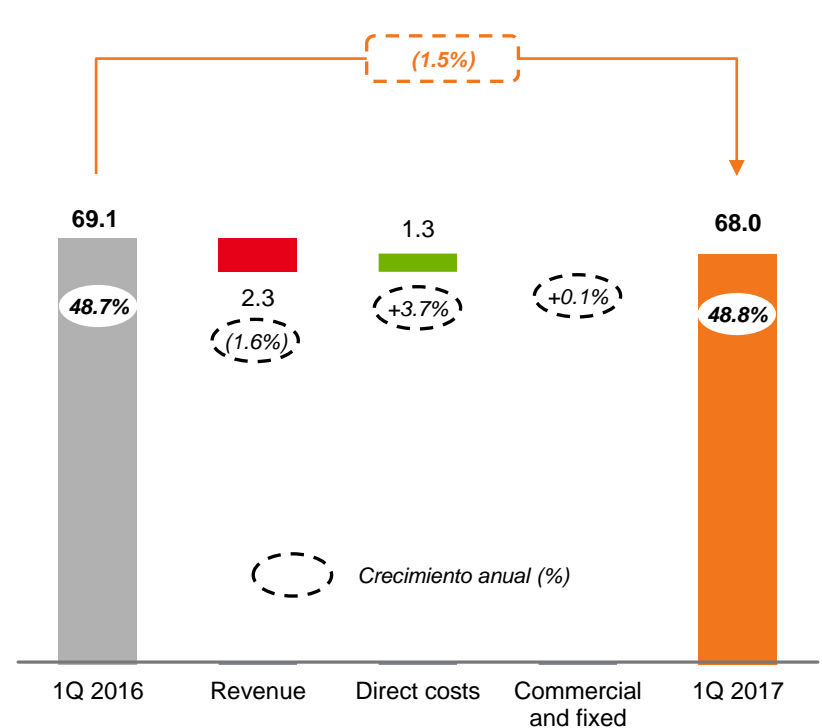 (1.5%)
69.1
1.3
68.0
48.7%
2.3
+3.7%
+0.1%
48.8%
(1.6%)
Crecimiento anual (%)
1Q 2016
Revenue
Direct costs
Commercial
and fixed
1Q 2017